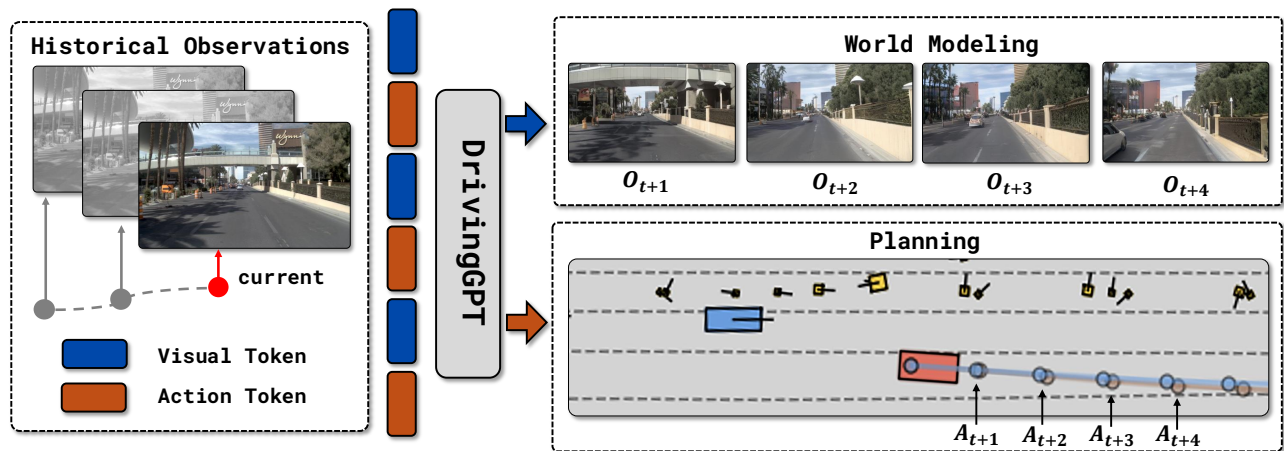 Historical Observations
Wynn
current
Visual Token
Action Token
DrivingGPT
World Modeling
O_{t+1}
O_{t+2}
O_{t+3}
O_{t+4}
Planning
A_{t+1}
A_{t+2}
A_{t+3}
A_{t+4}